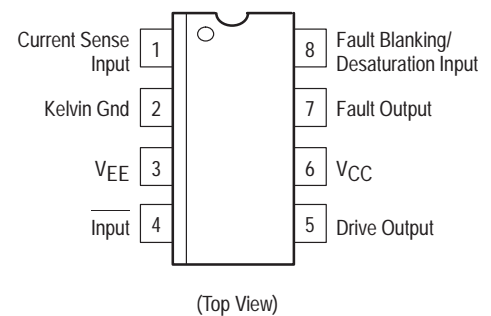 Current Sense
Input
1
8
Fault Blanking/
Desaturation Input
Kelvin Gnd
2
7
Fault Output
VEE
3
6
VCC
Input
4
5
Drive Output
(Top View)